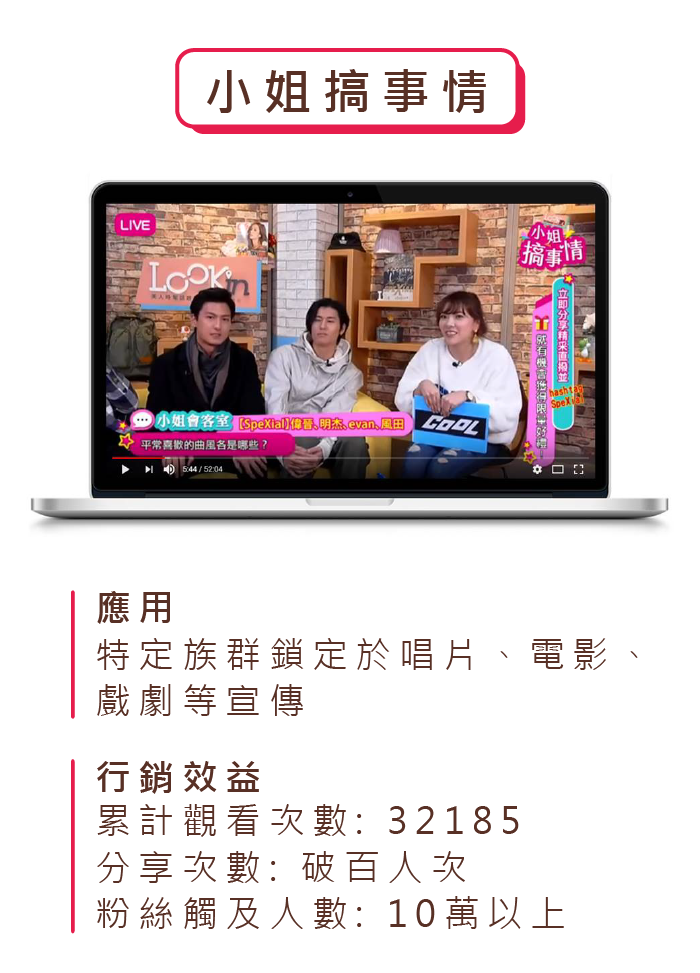 小姐搞事情
LIVE
LOOK'in
小姐
搞事情
立即分享精采直撥並
hashtag
SpeXial
就有機會獲得限量好禮!
COOL
小姐會客室【SpeXial】偉晉、明杰、evan、風田
平常喜歡的曲風各是哪些?
5:44 / 52:04
應用
特定族群鎖定於唱片、電影、
戲劇等宣傳
行銷效益
累計觀看次數: 32185
分享次數: 破百人次
粉絲觸及人數: 10萬以上